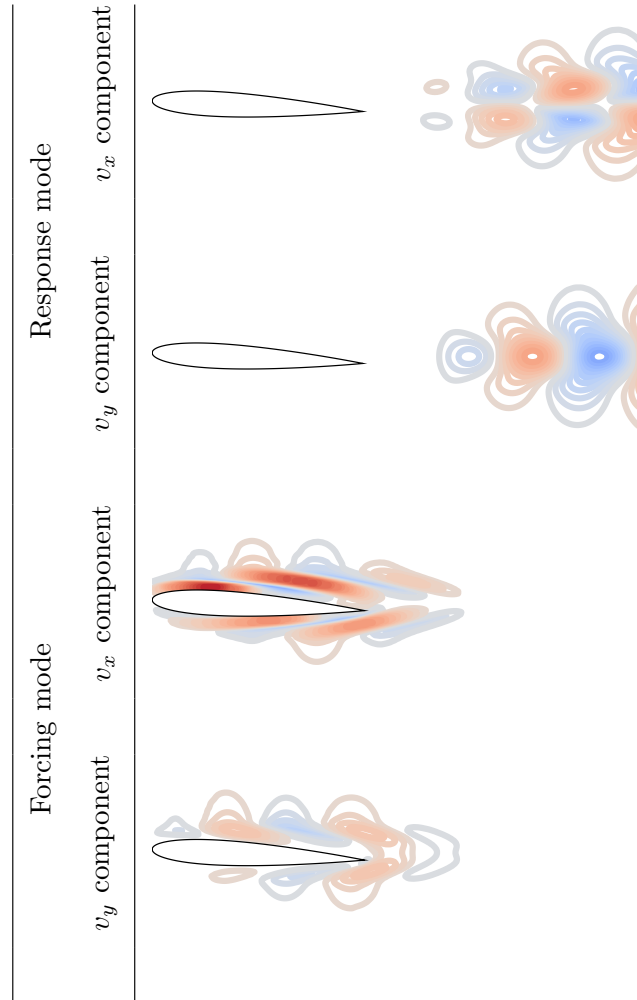 Response mode
v_x component
v_y component
Forcing mode
v_x component
v_y component